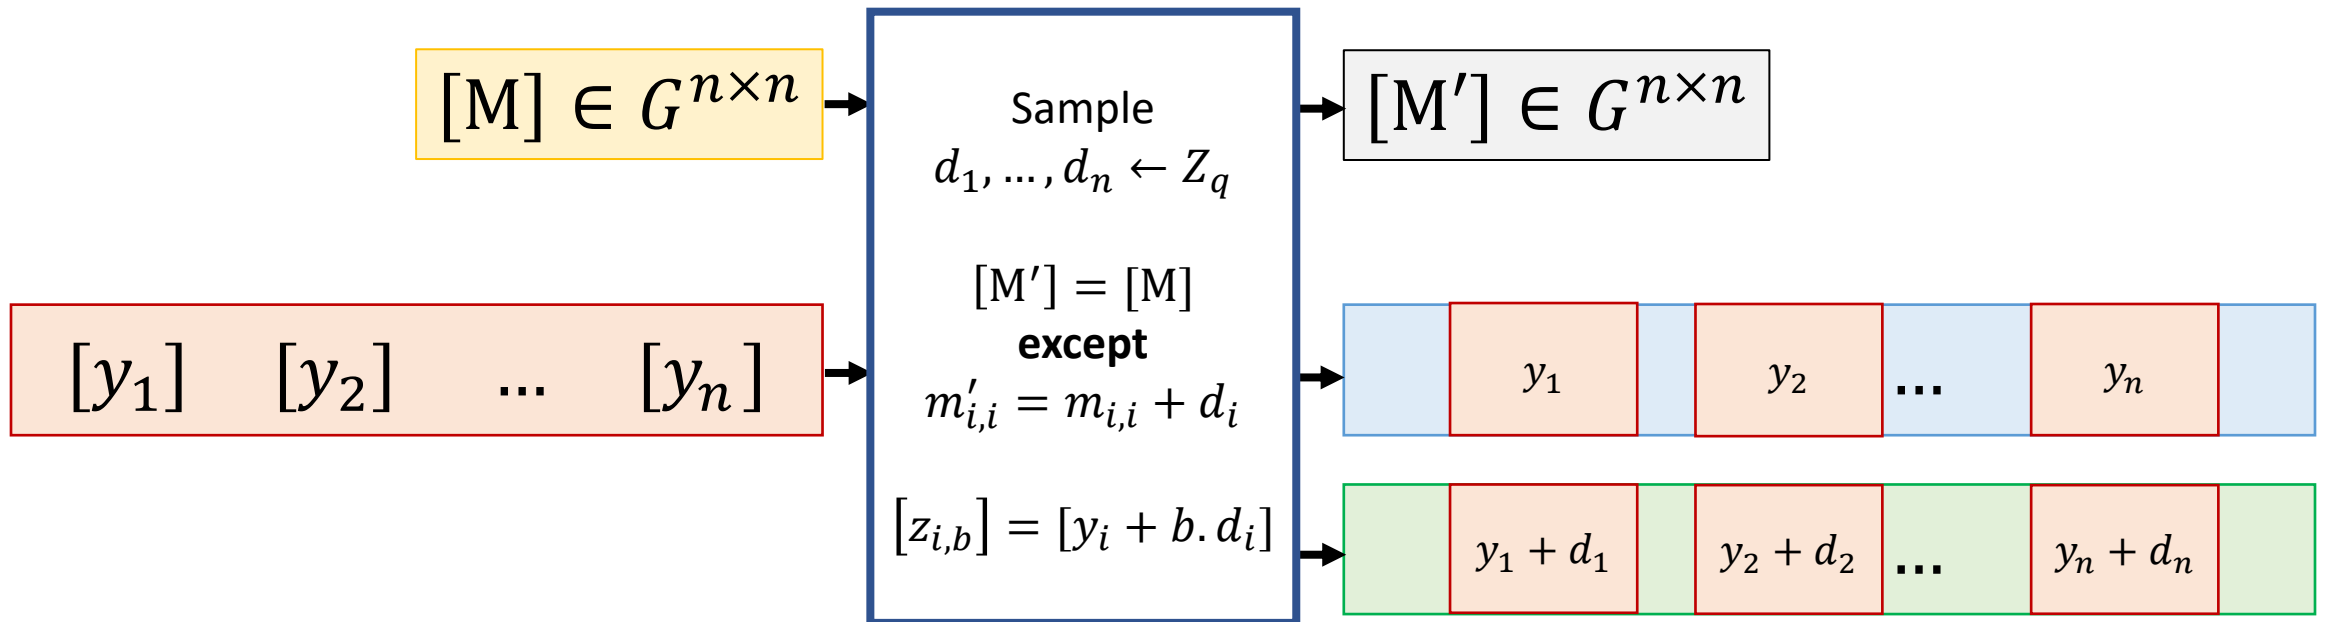 [M] ∈ G^{n×n}
[y_1] [y_2] ... [y_n]
Sample
d_1, ..., d_n ← Z_q
[M′] = [M]
except
m′_{i,i} = m_{i,i} + d_i
[z_{i,b}] = [y_i + b. d_i]
[M′] ∈ G^{n×n}
y_1 y_2 ... y_n
y_1 + d_1 y_2 + d_2 ... y_n + d_n